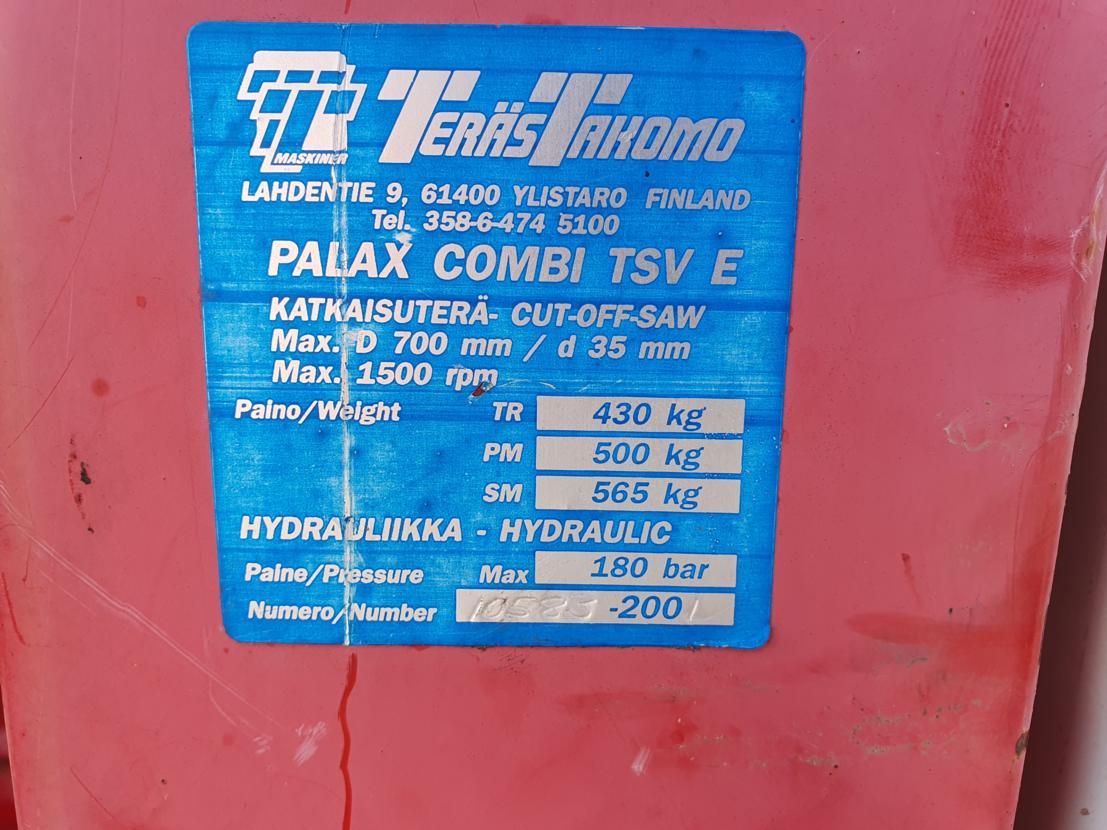 MASKINER
TERÄSTAKOMO
LAHDENTIE 9, 61400 YLISTARO FINLAND
Tel. 358-6-474 5100
PALAX COMBI TSV E
KATKAISUTERÄ- CUT-OFF-SAW
Max. D 700 mm / d 35 mm
Max. 1500 rpm
Paino/Weight TR 430 kg
PM 500 kg
SM 565 kg
HYDRAULIIKKA - HYDRAULIC
Paine/Pressure Max 180 bar
Numero/Number 10583 -200